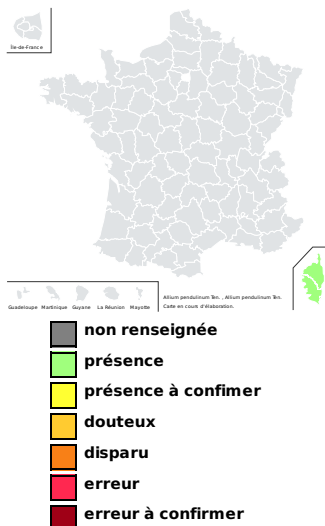 Île-de-France
Guadeloupe Martinique Guyane La Réunion Mayotte
Allium pendulinum Ten. , Allium pendulinum Ten.
Carte en cours d'élaboration.
non renseignée
présence
présence à confimer
douteux
disparu
erreur
erreur à confirmer